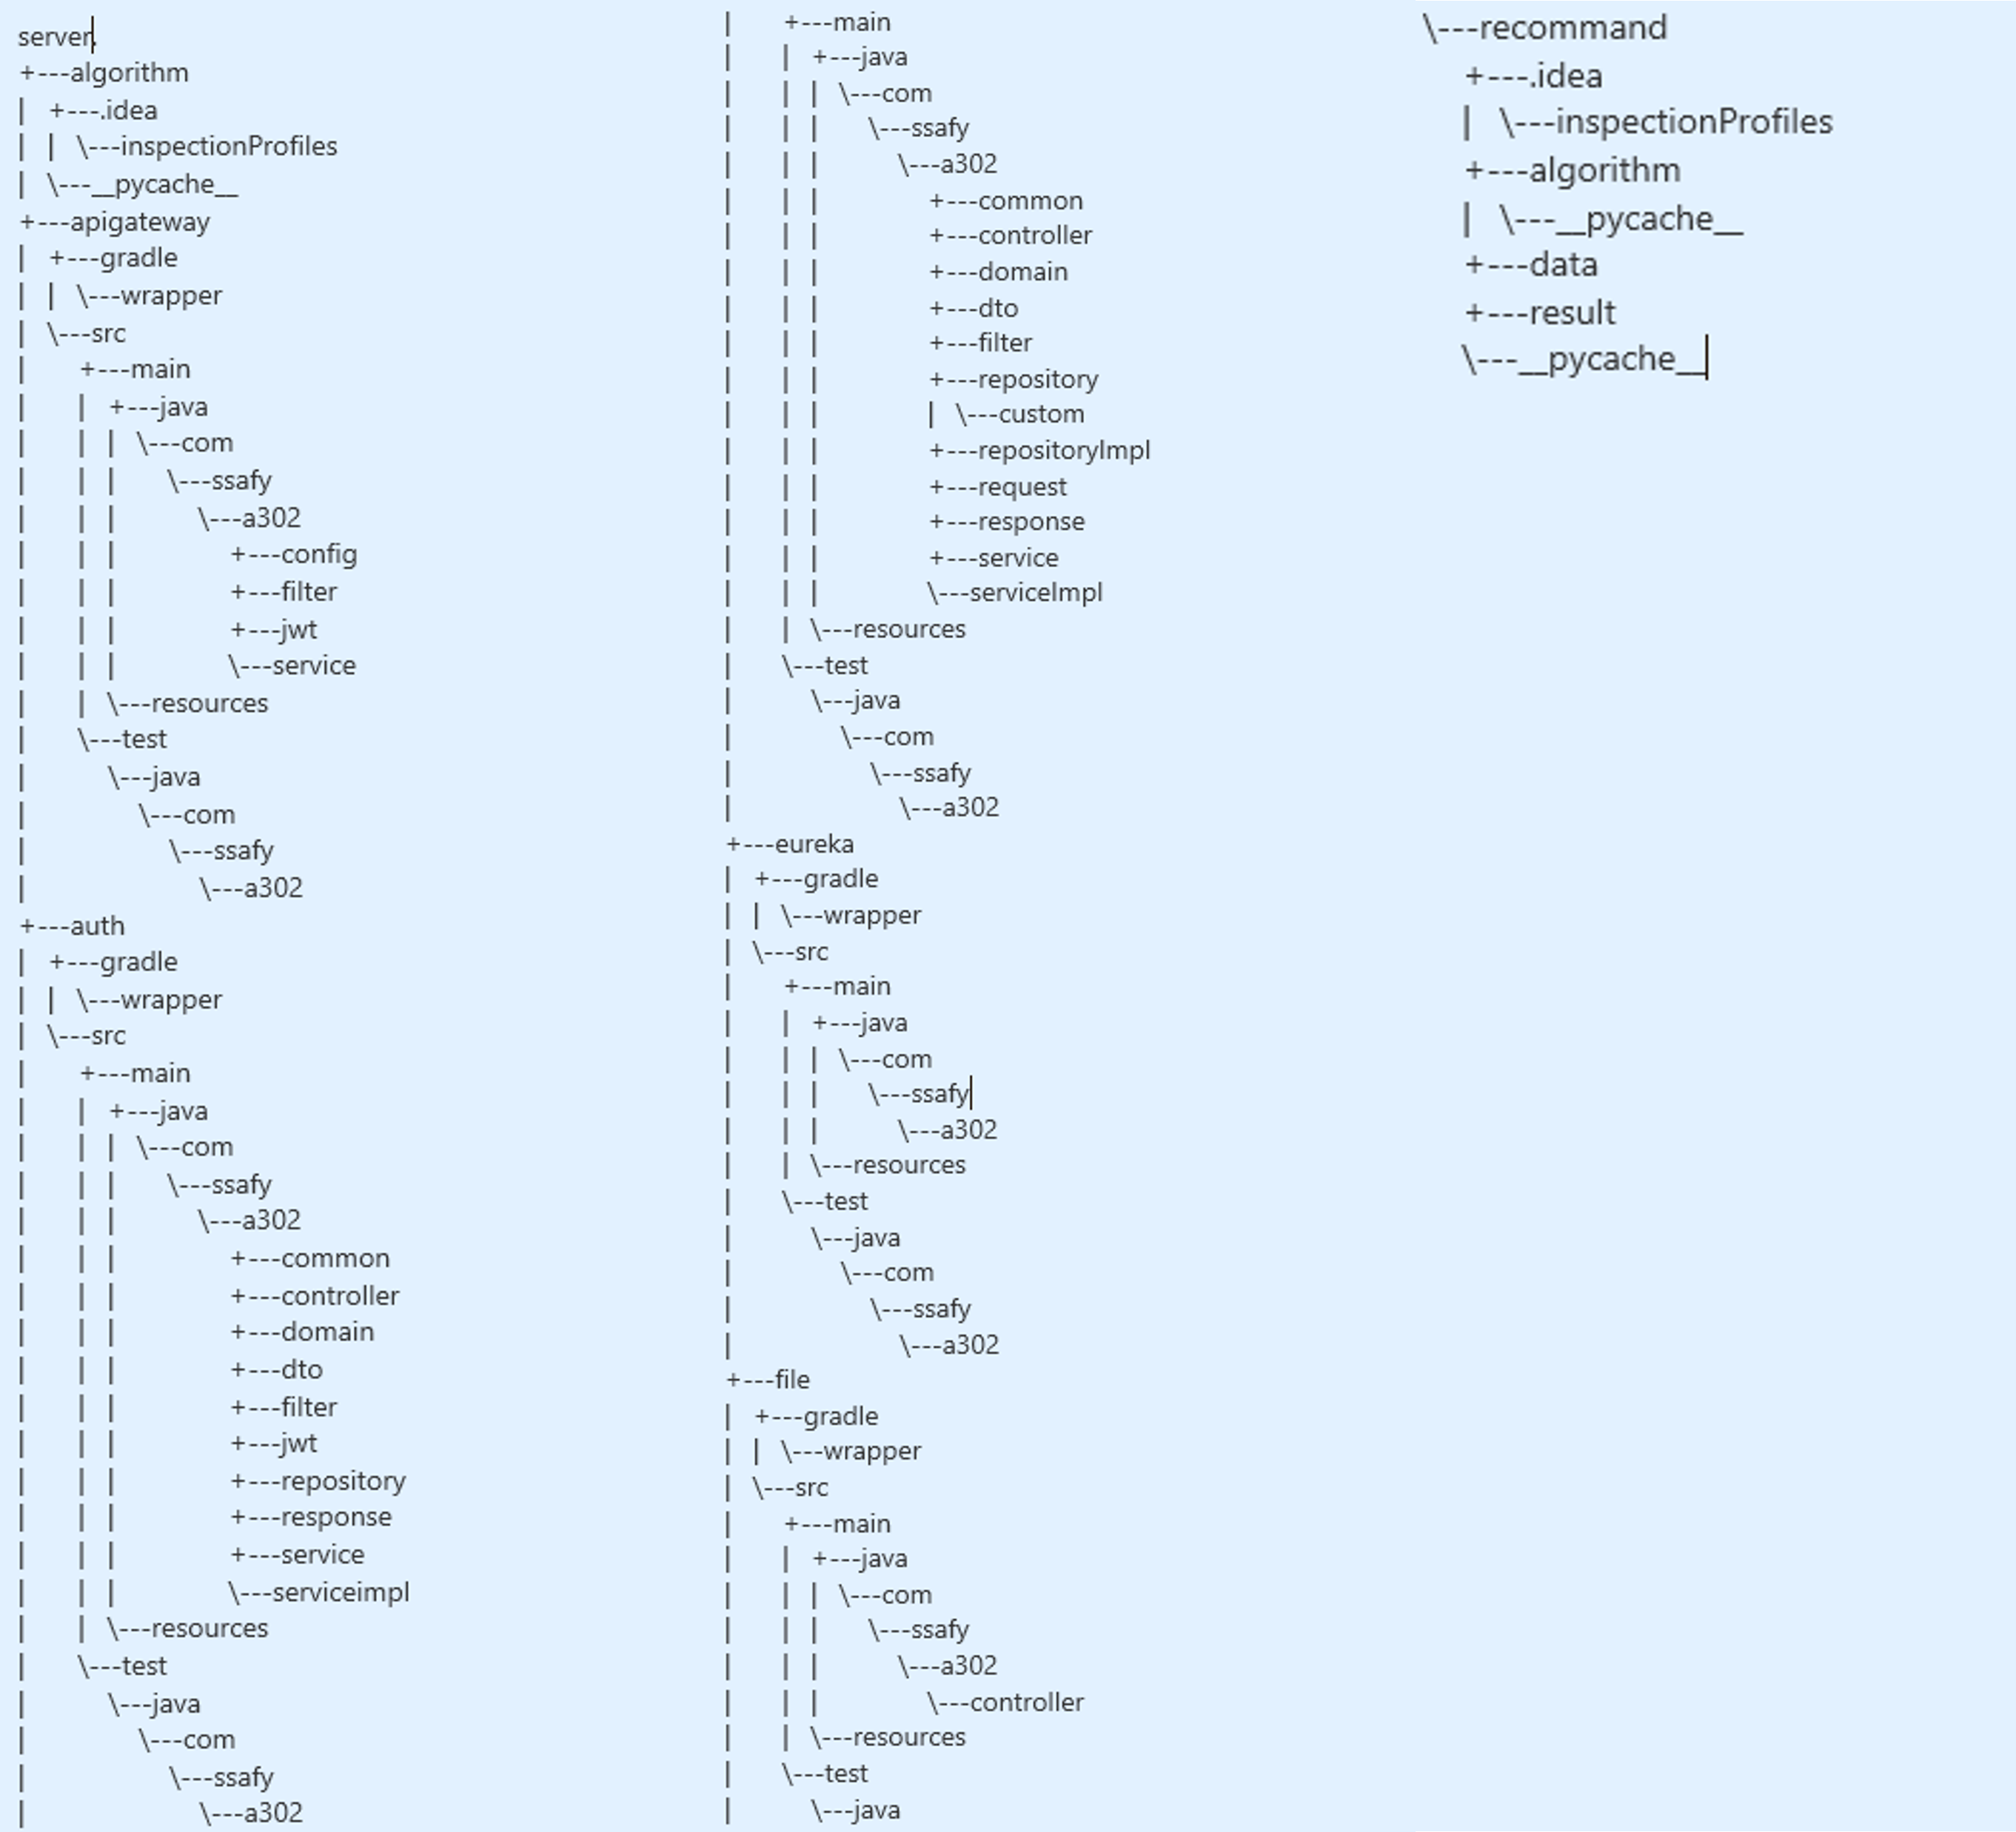 server.
+---algorithm
|   +---.idea
|   |   \---inspectionProfiles
|   \---__pycache__
+---apigateway
|   +---gradle
|   |   \---wrapper
|   \---src
|       +---main
|       |   +---java
|       |   |   \---com
|       |   |       \---ssafy
|       |   |           \---a302
|       |   |               +---config
|       |   |               +---filter
|       |   |               +---jwt
|       |   |               \---service
|       |   \---resources
|       \---test
|           \---java
|               \---com
|                   \---ssafy
|                       \---a302
+---auth
|   +---gradle
|   |   \---wrapper
|   \---src
|       +---main
|       |   +---java
|       |   |   \---com
|       |   |       \---ssafy
|       |   |           \---a302
|       |   |               +---common
|       |   |               +---controller
|       |   |               +---domain
|       |   |               +---dto
|       |   |               +---filter
|       |   |               +---jwt
|       |   |               +---repository
|       |   |               +---response
|       |   |               +---service
|       |   |               \---serviceimpl
|       |   \---resources
|       \---test
|           \---java
|               \---com
|                   \---ssafy
|                       \---a302
|       +---main
|       |   +---java
|       |   |   \---com
|       |   |       \---ssafy
|       |   |           \---a302
|       |   |               +---common
|       |   |               +---controller
|       |   |               +---domain
|       |   |               +---dto
|       |   |               +---filter
|       |   |               +---repository
|       |   |               |   \---custom
|       |   |               +---repositoryImpl
|       |   |               +---request
|       |   |               +---response
|       |   |               +---service
|       |   |               \---serviceImpl
|       |   \---resources
|       \---test
|           \---java
|               \---com
|                   \---ssafy
|                       \---a302
+---eureka
|   +---gradle
|   |   \---wrapper
|   \---src
|       +---main
|       |   +---java
|       |   |   \---com
|       |   |       \---ssafy
|       |   |           \---a302
|       |   \---resources
|       \---test
|           \---java
|               \---com
|                   \---ssafy
|                       \---a302
+---file
|   +---gradle
|   |   \---wrapper
|   \---src
|       +---main
|       |   +---java
|       |   |   \---com
|       |   |       \---ssafy
|       |   |           \---a302
|       |   |               \---controller
|       |   \---resources
|       \---test
|           \---java
\---recommand
    +---.idea
    |   \---inspectionProfiles
    +---algorithm
    |   \---__pycache__
    +---data
    +---result
    \---__pycache__